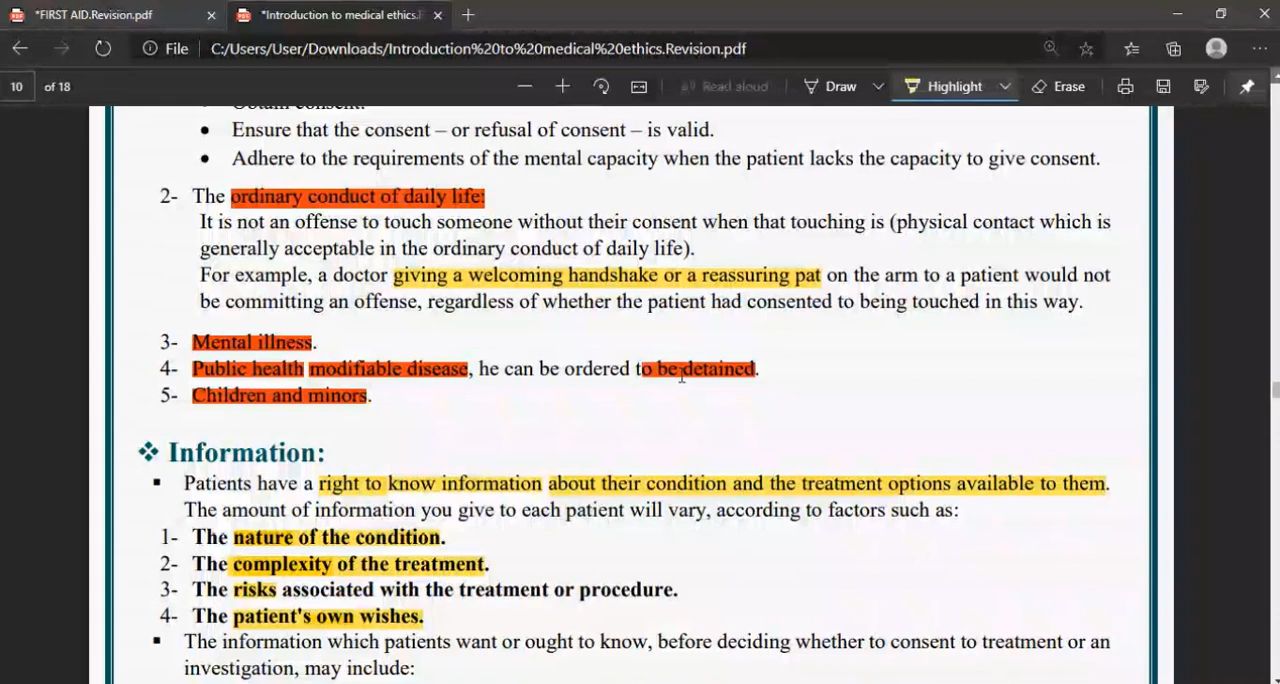 *FIRST AID.Revision.pdf
*Introduction to medical ethics.
File
C:/Users/User/Downloads/Introduction%20to%20medical%20ethics.Revision.pdf
10 of 18
Read aloud
Draw
Highlight
Erase
Obtain consent.
• Ensure that the consent – or refusal of consent – is valid.
• Adhere to the requirements of the mental capacity when the patient lacks the capacity to give consent.
2- The ordinary conduct of daily life:
It is not an offense to touch someone without their consent when that touching is (physical contact which is
generally acceptable in the ordinary conduct of daily life).
For example, a doctor giving a welcoming handshake or a reassuring pat on the arm to a patient would not
be committing an offense, regardless of whether the patient had consented to being touched in this way.
3- Mental illness.
4- Public health modifiable disease, he can be ordered to be detained.
5- Children and minors.
❖ Information:
▪ Patients have a right to know information about their condition and the treatment options available to them.
The amount of information you give to each patient will vary, according to factors such as:
1- The nature of the condition.
2- The complexity of the treatment.
3- The risks associated with the treatment or procedure.
4- The patient's own wishes.
▪ The information which patients want or ought to know, before deciding whether to consent to treatment or an
investigation, may include: